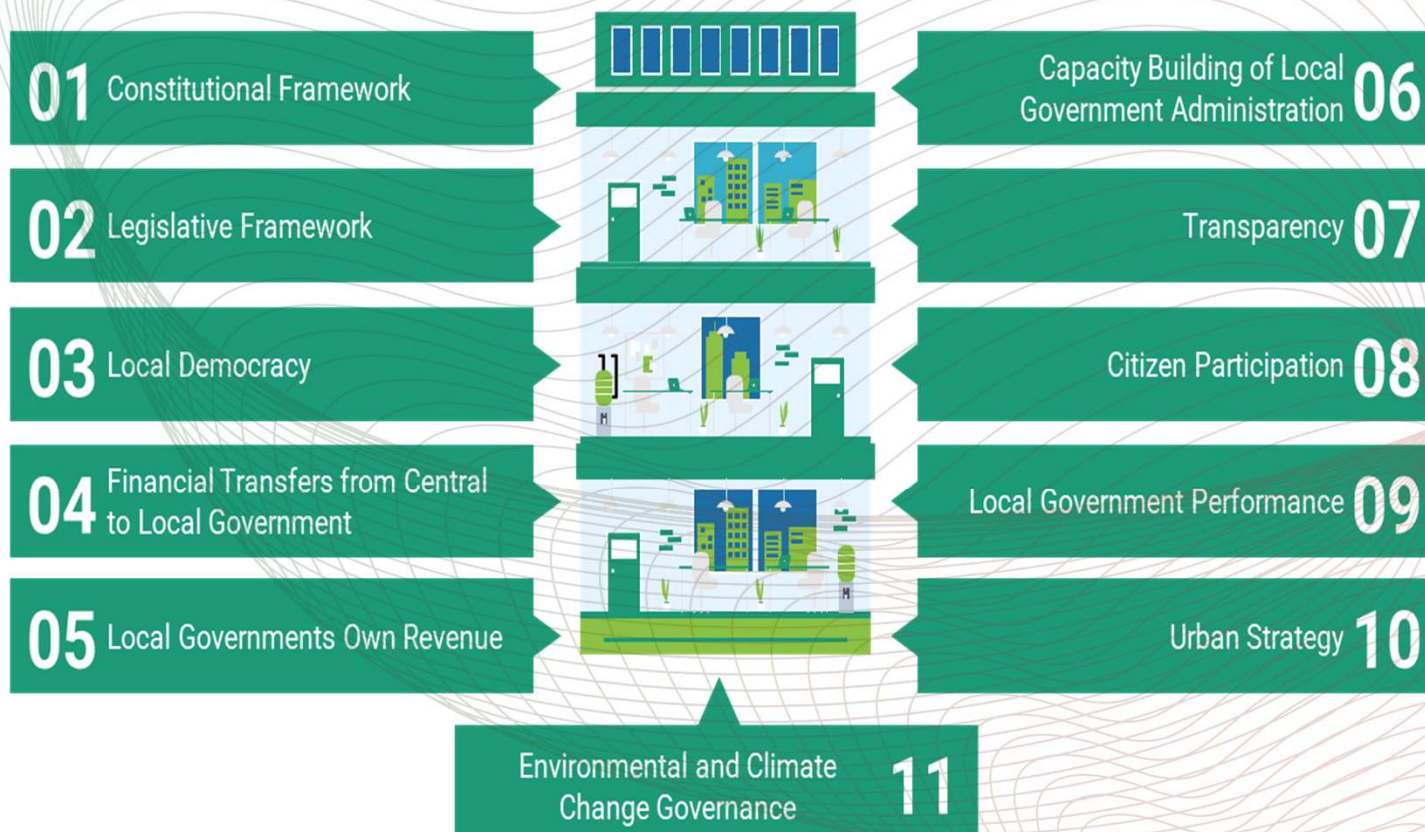 01 Constitutional Framework
02 Legislative Framework
03 Local Democracy
04 Financial Transfers from Central
to Local Government
05 Local Governments Own Revenue
Capacity Building of Local
Government Administration 06
Transparency 07
Citizen Participation 08
Local Government Performance 09
Urban Strategy 10
Environmental and Climate
Change Governance 11